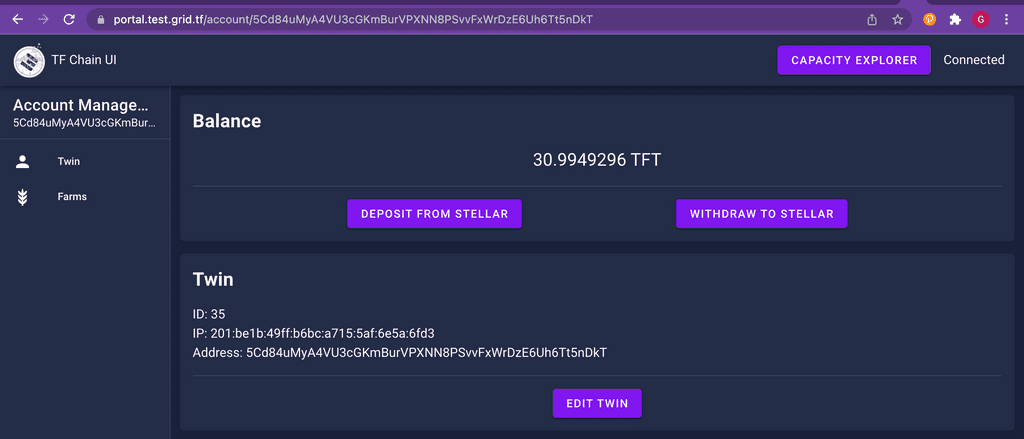 portal.test.grid.tf/account/5Cd84uMyA4VU3cGKmBurVPXNN8PSvvFxWrDzE6Uh6Tt5nDkT
G
TF Chain UI
CAPACITY EXPLORER
Connected
Account Manage...
5Cd84uMyA4VU3cGKmBur...
Twin
Farms
Balance
30.9949296 TFT
DEPOSIT FROM STELLAR
WITHDRAW TO STELLAR
Twin
ID: 35
IP: 201:be1b:49ff:b6bc:a715:5af:6e5a:6fd3
Address: 5Cd84uMyA4VU3cGKmBurVPXNN8PSvvFxWrDzE6Uh6Tt5nDkT
EDIT TWIN